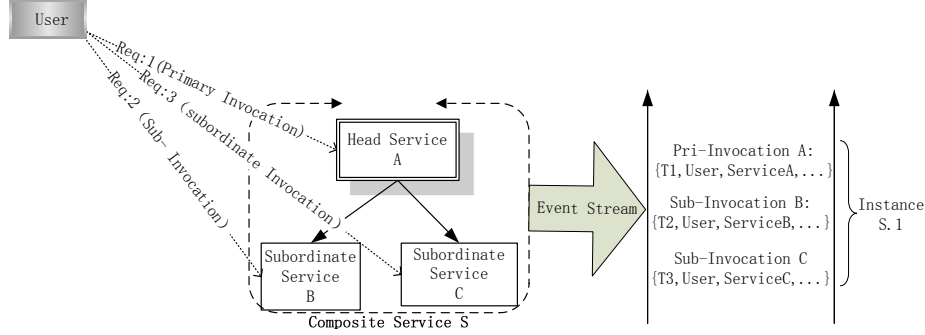 User
Req:1(Primary Invocation)
Req:3 (subordinate Invocation)
Req:2 (Sub- Invocation)
Head Service
A
Subordinate
Service
B
Subordinate
Service
C
Composite Service S
Event Stream
Pri-Invocation A:
{T1,User,ServiceA,...}
Sub-Invocation B:
{T2,User,ServiceB,...}
Sub-Invocation C
{T3,User,ServiceC,...}
Instance
S.1